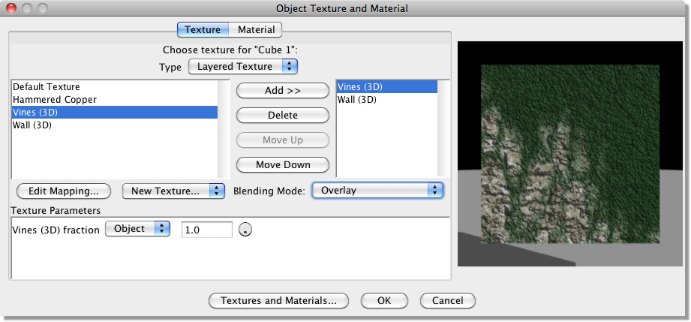 Object Texture and Material
Texture Material
Choose texture for "Cube 1":
Type Layered Texture
Default Texture
Hammered Copper
Vines (3D)
Wall (3D)
Add >>
Delete
Move Up
Move Down
Vines (3D)
Wall (3D)
Edit Mapping... New Texture... Blending Mode: Overlay
Texture Parameters
Vines (3D) fraction Object 1.0
Textures and Materials... OK Cancel